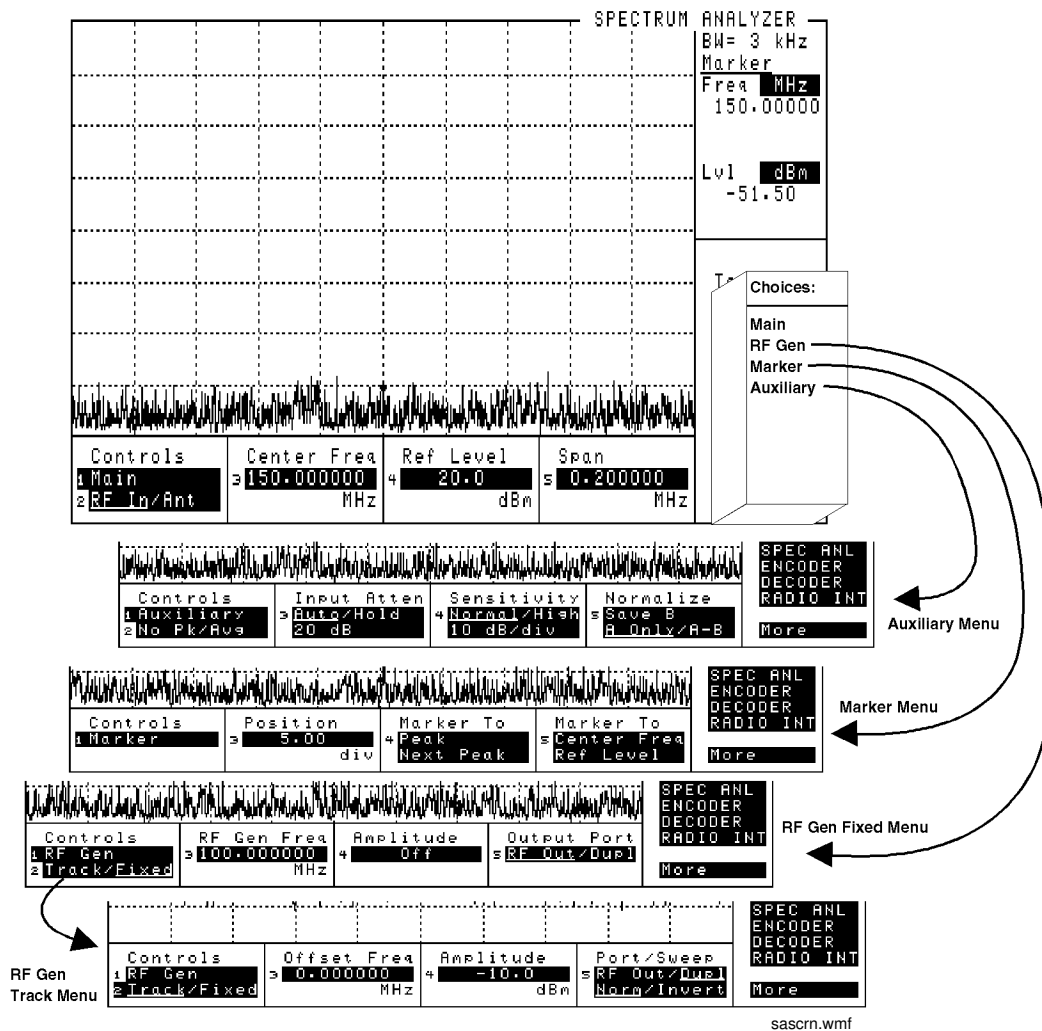 SPECTRUM ANALYZER
BW= 3 kHz
Marker
Freq MHz
150.00000
Lvl dBm
-51.50
Choices:
Main
RF Gen
Marker
Auxiliary
Controls Center Freq Ref Level Span
1 Main 3 150.000000 4 20.0 5 0.200000
2 RF In/Ant MHz dBm MHz
SPEC ANL
ENCODER
DECODER
RADIO INT
More
Controls Input Atten Sensitivity Normalize
1 Auxiliary 3 Auto/Hold 4 Normal/High 5 Save B
2 No Pk/Avg 20 dB 10 dB/div A Only/A-B
Auxiliary Menu
SPEC ANL
ENCODER
DECODER
RADIO INT
More
Controls Position Marker To Marker To
1 Marker 3 5.00 4 Peak 5 Center Freq
div Next Peak Ref Level
Marker Menu
SPEC ANL
ENCODER
DECODER
RADIO INT
More
Controls RF Gen Freq Amplitude Output Port
1 RF Gen 3 100.000000 4 Off 5 RF Out/Dupl
2 Track/Fixed MHz
RF Gen Fixed Menu
SPEC ANL
ENCODER
DECODER
RADIO INT
More
Controls Offset Freq Amplitude Port/Sweep
1 RF Gen 3 0.000000 4 -10.0 5 RF Out/Dupl
2 Track/Fixed MHz dBm Norm/Invert
RF Gen
Track Menu
sascrn.wmf